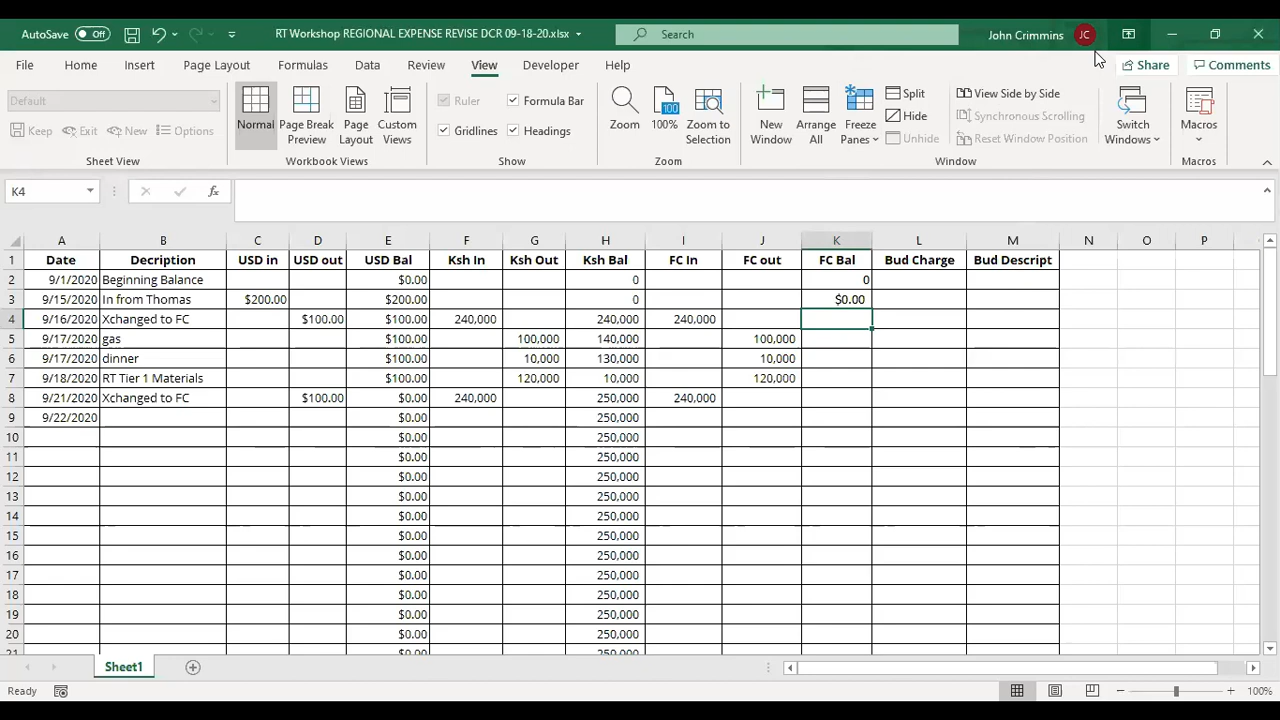 AutoSave Off RT Workshop REGIONAL EXPENSE REVISE DCR 09-18-20.xlsx Search John Crimmins JC
File Home Insert Page Layout Formulas Data Review View Developer Help Share Comments
Default
Keep Exit New Options
Sheet View
Normal
Page Break Preview
Page Layout
Custom Views
Workbook Views
Ruler Formula Bar
Gridlines Headings
Show
Zoom
100%
Zoom to Selection
Zoom
New Window
Arrange All
Freeze Panes
Split
Hide
Unhide
View Side by Side
Synchronous Scrolling
Reset Window Position
Switch Windows
Window
Macros
Macros
K4 fx
A B C D E F G H I J K L M N O P
1 Date Decription USD in USD out USD Bal Ksh In Ksh Out Ksh Bal FC In FC out FC Bal Bud Charge Bud Descript
2 9/1/2020 Beginning Balance $0.00 0 0
3 9/15/2020 In from Thomas $200.00 $200.00 0 $0.00
4 9/16/2020 Xchanged to FC $100.00 $100.00 240,000 240,000 240,000
5 9/17/2020 gas $100.00 100,000 140,000 100,000
6 9/17/2020 dinner $100.00 10,000 130,000 10,000
7 9/18/2020 RT Tier 1 Materials $100.00 120,000 10,000 120,000
8 9/21/2020 Xchanged to FC $100.00 $0.00 240,000 250,000 240,000
9 9/22/2020 $0.00 250,000
10 $0.00 250,000
11 $0.00 250,000
12 $0.00 250,000
13 $0.00 250,000
14 $0.00 250,000
15 $0.00 250,000
16 $0.00 250,000
17 $0.00 250,000
18 $0.00 250,000
19 $0.00 250,000
20 $0.00 250,000
21 $0.00 250,000
Sheet1
Ready 100%